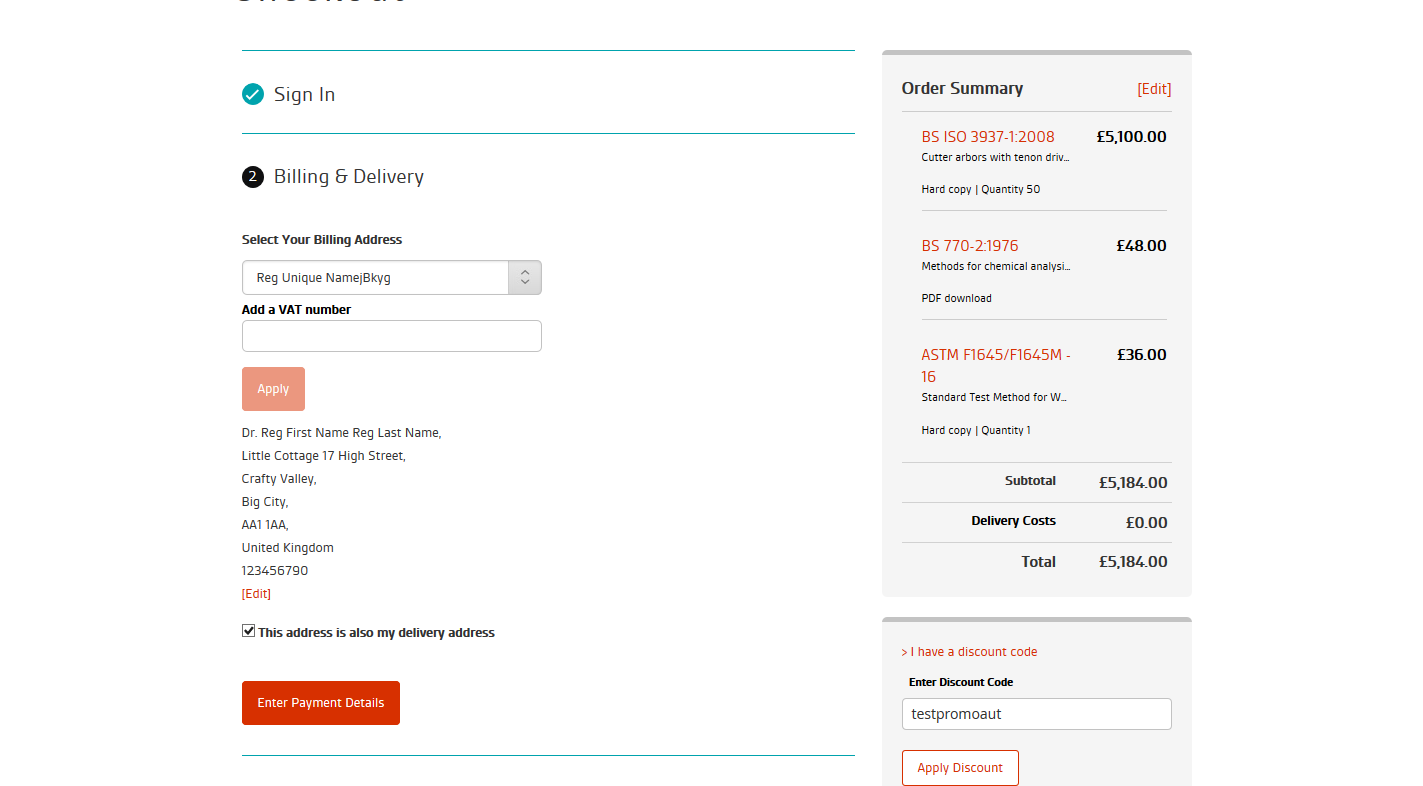 Checkout
Sign In
2 Billing & Delivery
Select Your Billing Address
Reg Unique NamejBkyg
Add a VAT number
Apply
Dr. Reg First Name Reg Last Name,
Little Cottage 17 High Street,
Crafty Valley,
Big City,
AA1 1AA,
United Kingdom
123456790
[Edit]
This address is also my delivery address
Enter Payment Details
Order Summary [Edit]
BS ISO 3937-1:2008 £5,100.00
Cutter arbors with tenon driv...
Hard copy | Quantity 50
BS 770-2:1976 £48.00
Methods for chemical analysi...
PDF download
ASTM F1645/F1645M - £36.00
16
Standard Test Method for W...
Hard copy | Quantity 1
Subtotal £5,184.00
Delivery Costs £0.00
Total £5,184.00
> I have a discount code
Enter Discount Code
testpromoaut
Apply Discount